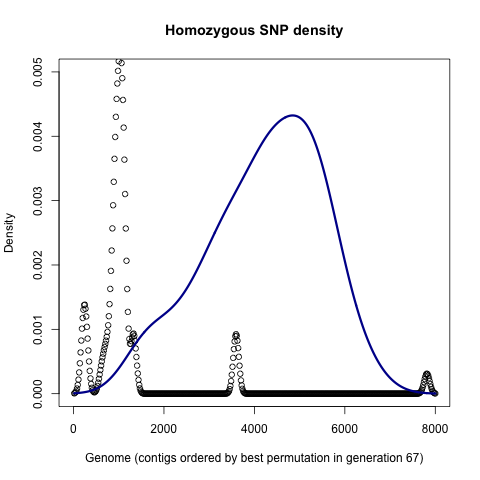 Homozygous SNP density
0.005
0.004
0.003
0.002
0.001
0.000
Density
0 2000 4000 6000 8000
Genome (contigs ordered by best permutation in generation 67)